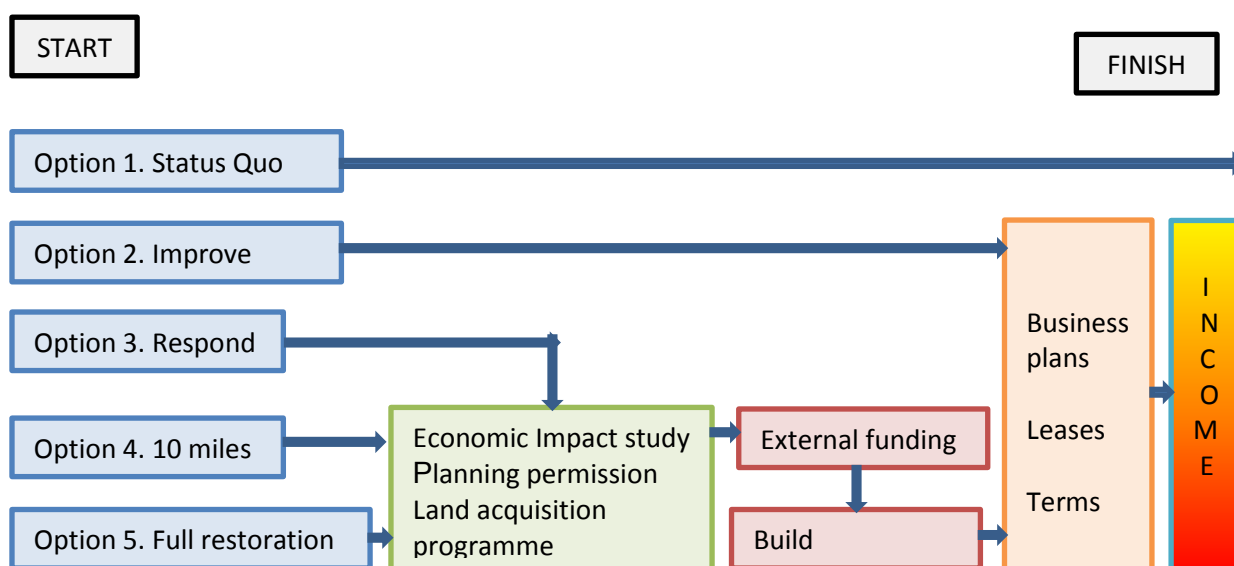 START
FINISH
Option 1. Status Quo
Option 2. Improve
Option 3. Respond
Option 4. 10 miles
Option 5. Full restoration
Economic Impact study
Planning permission
Land acquisition
programme
External funding
Build
Business
plans
Leases
Terms
I
N
C
O
M
E